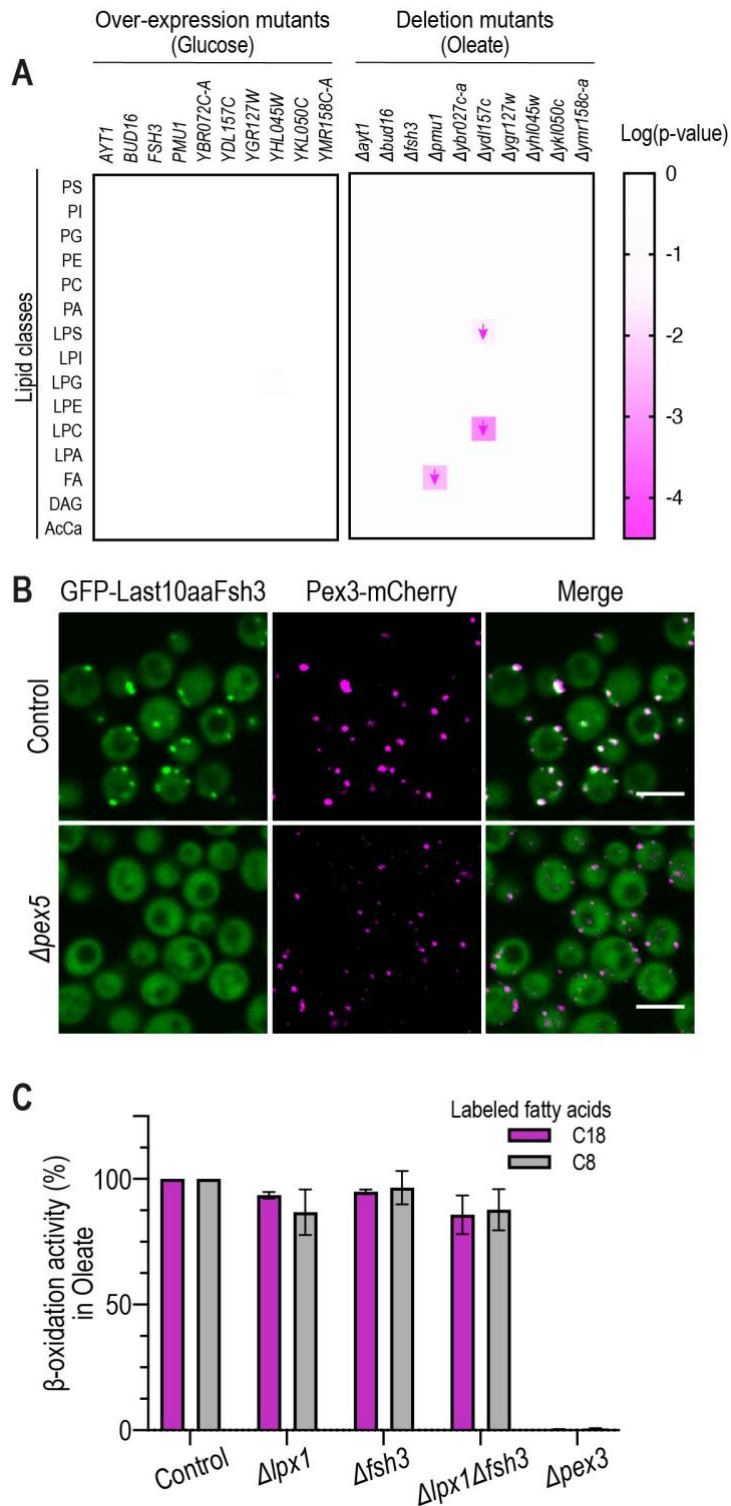 Over-expression mutants
(Glucose)
Deletion mutants
(Oleate)
A
AYT1
BUD16
FSH3
PMU1
YBR072C-A
YDL157C
YGR127W
YHL045W
YKL050C
YMR158C-A
Δayt1
Δbud16
Δfsh3
Δpmu1
Δybr027c-a
Δydl157c
Δygr127w
Δyhl045w
Δykl050c
Δymr158c-a
Log(p-value)
Lipid classes
PS
PI
PG
PE
PC
PA
LPS
LPI
LPG
LPE
LPC
LPA
FA
DAG
AcCa
0
-1
-2
-3
-4
B
GFP-Last10aaFsh3
Pex3-mCherry
Merge
Control
Δpex5
C
Labeled fatty acids
C18
C8
β-oxidation activity (%)
in Oleate
100
50
0
Control
Δlpx1
Δfsh3
Δlpx1Δfsh3
Δpex3